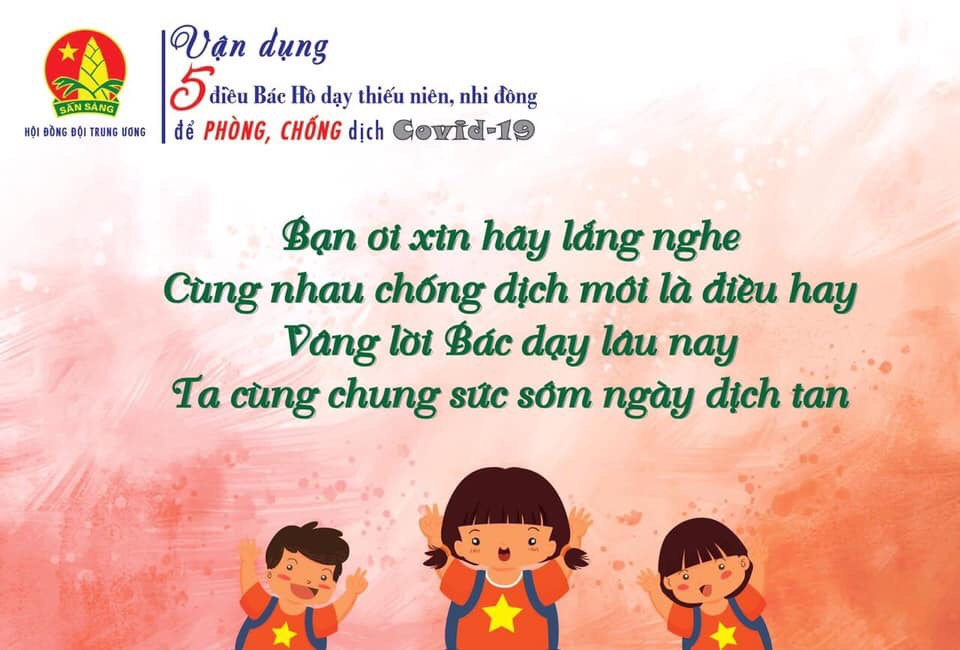 SẴN SÀNG
HỘI ĐỒNG ĐỘI TRUNG ƯƠNG
Vận dụng
5 điều Bác Hồ dạy thiếu niên, nhi đồng
để PHÒNG, CHỐNG dịch Covid-19
Bạn ơi xin hãy lắng nghe
Cùng nhau chống dịch mới là điều hay
Vâng lời Bác dạy lâu nay
Ta cùng chung sức sớm ngày dịch tan